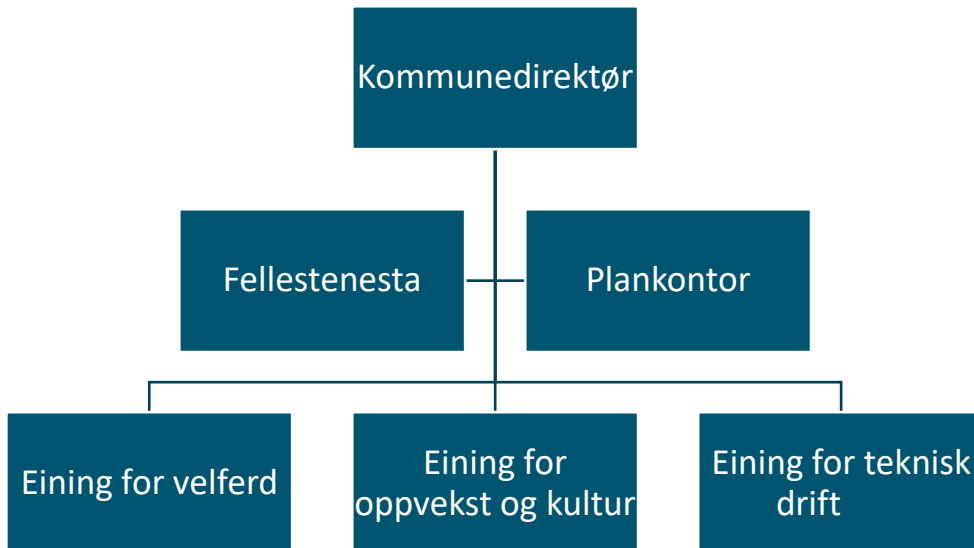 Kommunedirektør
Fellestenesta
Plankontor
Eining for velferd
Eining for
oppvekst og kultur
Eining for teknisk
drift